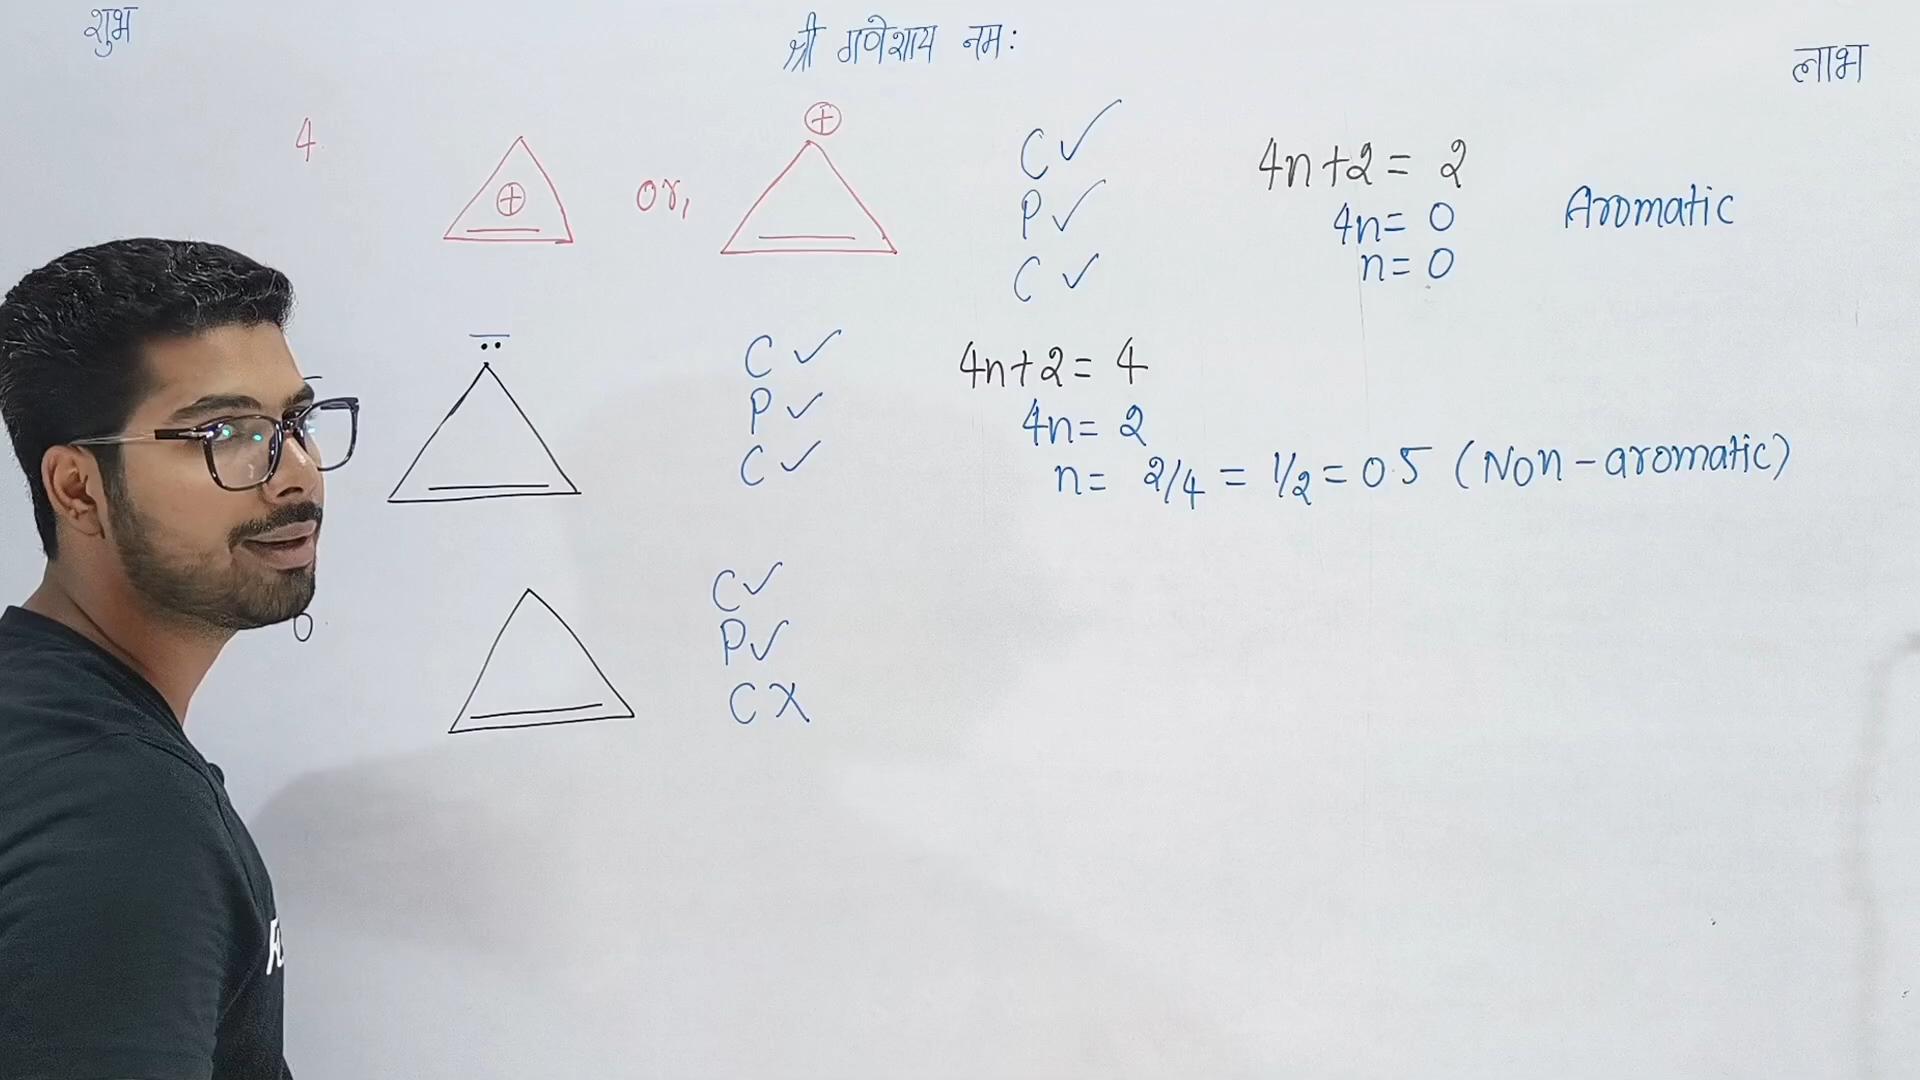 शुभ
श्री गणेशाय नमः
लाभ
4.
+
or,
+
C ✓
P ✓
C ✓
4n+2 = 2
4n= 0
n= 0
Aromatic
C ✓
P ✓
C ✓
4n+2 = 4
4n= 2
n= 2/4 = 1/2 = 0.5 (Non-aromatic)
C ✓
P ✓
C X